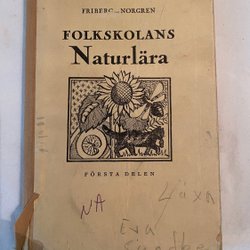 FRIBERG–NORGREN
FOLKSKOLANS
Naturlära
FÖRSTA DELEN
Läxa
NA
Eva